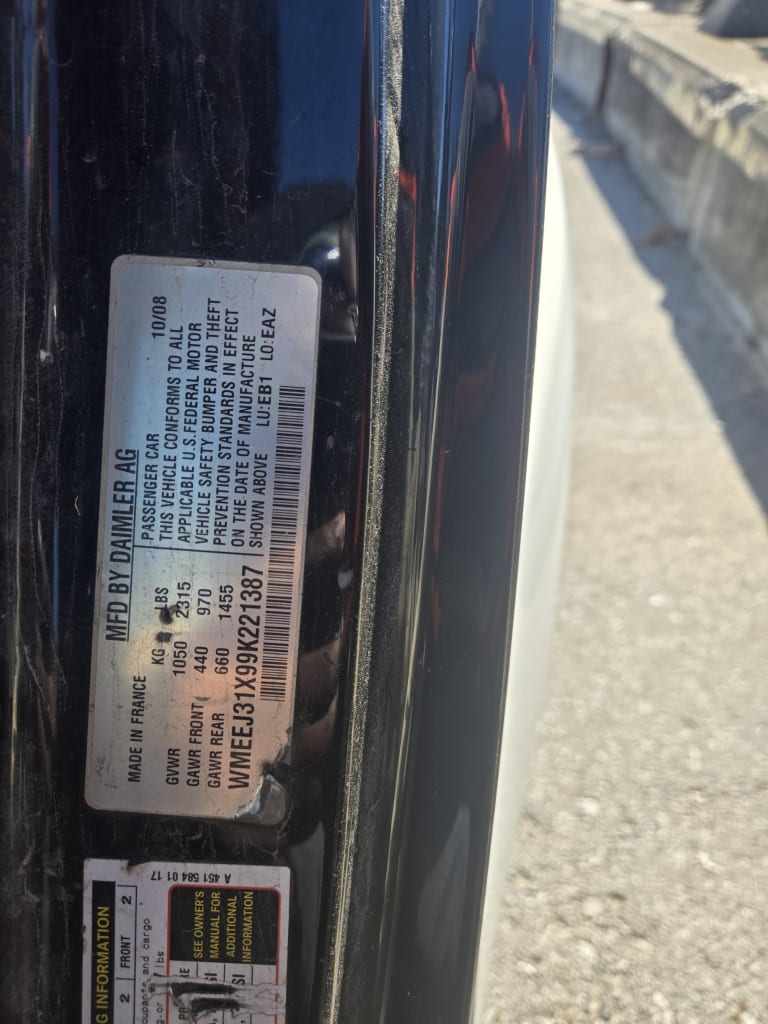 MFD BY DAIMLER AG
MADE IN FRANCE
KG LBS
GVWR 1050 2315
GAWR FRONT 440 970
GAWR REAR 660 1455
PASSENGER CAR 10/08
THIS VEHICLE CONFORMS TO ALL
APPLICABLE U.S.FEDERAL MOTOR
VEHICLE SAFETY BUMPER AND THEFT
PREVENTION STANDARDS IN EFFECT
ON THE DATE OF MANUFACTURE
SHOWN ABOVE LU:EB1 LO:EAZ
WMEEJ31X99K221387
G INFORMATION
2 FRONT 2
and cargo
lbs
SEE OWNER'S
MANUAL FOR
ADDITIONAL
INFORMATION
A 451 584 01 17